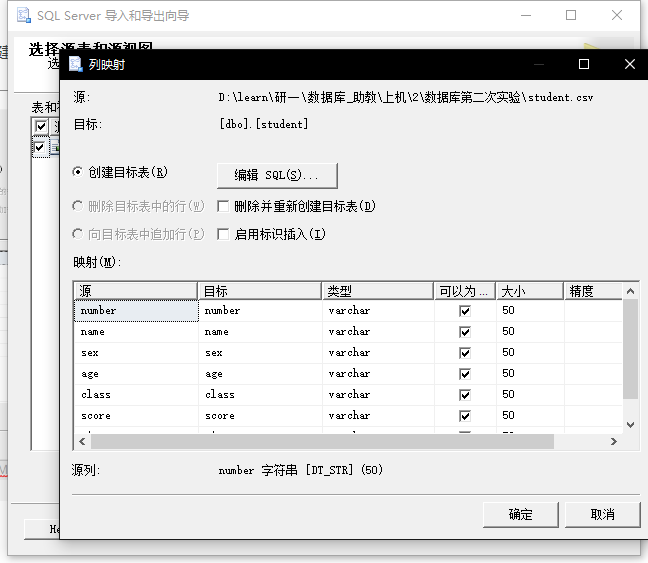 SQL Server 导入和导出向导
选择源表和源视图
选
列映射
表和
源: D:\learn\研一\数据库_助教\上机\2\数据库第二次实验\student.csv
目标: [dbo].[student]
创建目标表(R) 编辑 SQL(S)...
删除目标表中的行(W) 删除并重新创建目标表(D)
向目标表中追加行(P) 启用标识插入(I)
映射(M):
源 目标 类型 可以为 ... 大小 精度
number number varchar 50
name name varchar 50
sex sex varchar 50
age age varchar 50
class class varchar 50
score score varchar 50
源列: number 字符串 [DT_STR] (50)
确定 取消
He